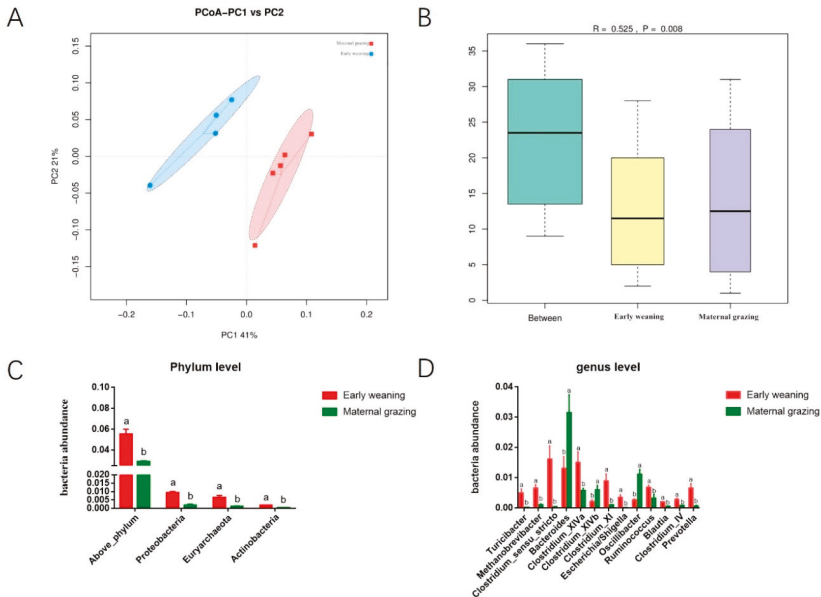 A
PCoA-PC1 vs PC2
Maternal grazing
Early weaning
PC2 21%
0.15
0.10
0.05
0.00
-0.05
-0.10
-0.15
-0.2
-0.1
0.0
0.1
0.2
PC1 41%
B
R = 0.525 , P = 0.008
35
30
25
20
15
10
5
0
Between
Early weaning
Maternal grazing
C
Phylum level
bacteria abundance
0.10
0.08
0.06
0.04
0.020
0.015
0.010
0.005
0.000
a
b
a
b
a
b
a
b
Early weaning
Maternal grazing
Above_phylum
Proteobacteria
Euryarchaeota
Actinobacteria
D
genus level
bacteria abundance
0.04
0.03
0.02
0.01
0.00
a
b
a
b
a
b
b
a
a
b
b
a
a
b
a
b
b
a
a
b
a
b
a
b
a
b
Early weaning
Maternal grazing
Turicibacter
Methanobrevibacter
Clostridium_sensu_stricto
Bacteroides
Clostridium_XIVa
Clostridium_XIVb
Clostridium_XI
Escherichia/Shigella
Oscillibacter
Ruminococcus
Blautia
Clostridium_IV
Prevotella